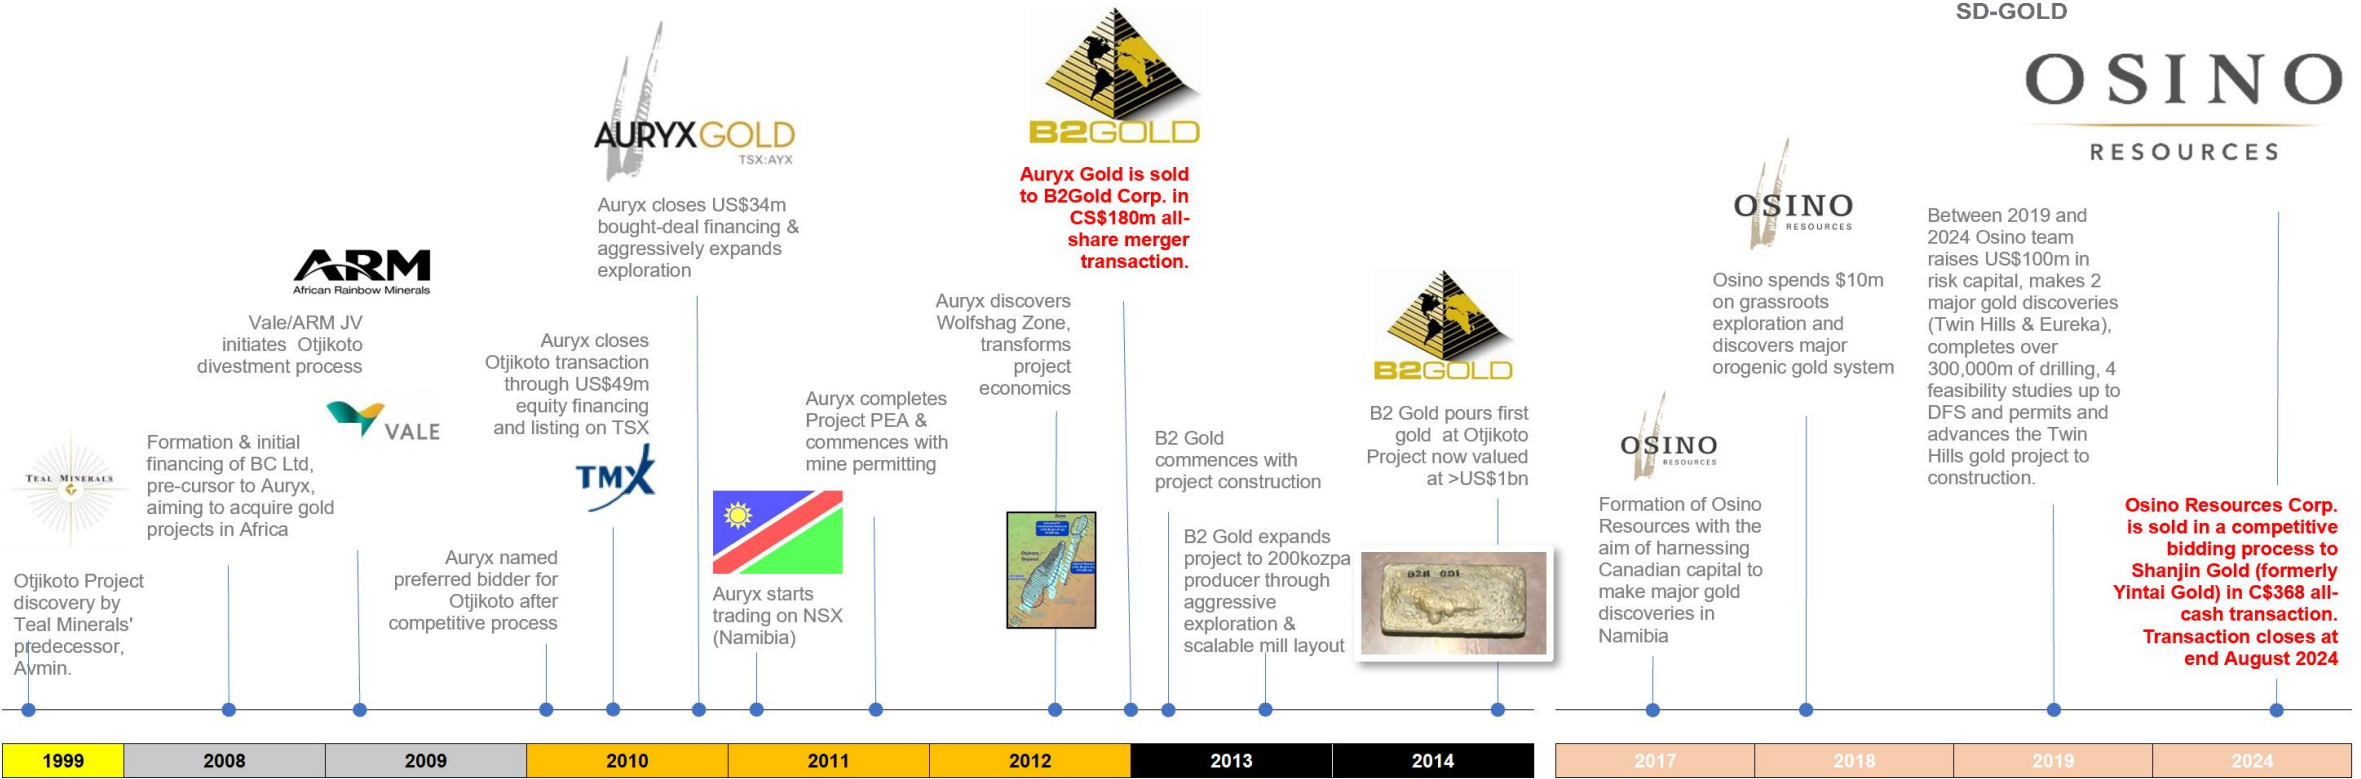 SD-GOLD
OSINO
RESOURCES
TEAL MINERALS
Otjikoto Project
discovery by
Teal Minerals'
predecessor,
Avmin.
Formation & initial
financing of BC Ltd,
pre-cursor to Auryx,
aiming to acquire gold
projects in Africa
ARM
African Rainbow Minerals
Vale/ARM JV
initiates Otjikoto
divestment process
VALE
Auryx named
preferred bidder for
Otjikoto after
competitive process
Auryx closes
Otjikoto transaction
through US$49m
equity financing
and listing on TSX
TMX
AURYXGOLD
TSX:AYX
Auryx closes US$34m
bought-deal financing &
aggressively expands
exploration
Auryx starts
trading on NSX
(Namibia)
Auryx completes
Project PEA &
commences with
mine permitting
Auryx discovers
Wolfshag Zone,
transforms
project
economics
B2GOLD
Auryx Gold is sold
to B2Gold Corp. in
CS$180m all-
share merger
transaction.
B2 Gold
commences with
project construction
B2 Gold expands
project to 200kozpa
producer through
aggressive
exploration &
scalable mill layout
B2GOLD
B2 Gold pours first
gold at Otjikoto
Project now valued
at >US$1bn
B2N 001
OSINO
RESOURCES
Formation of Osino
Resources with the
aim of harnessing
Canadian capital to
make major gold
discoveries in
Namibia
OSINO
RESOURCES
Osino spends $10m
on grassroots
exploration and
discovers major
orogenic gold system
Between 2019 and
2024 Osino team
raises US$100m in
risk capital, makes 2
major gold discoveries
(Twin Hills & Eureka),
completes over
300,000m of drilling, 4
feasibility studies up to
DFS and permits and
advances the Twin
Hills gold project to
construction.
Osino Resources Corp.
is sold in a competitive
bidding process to
Shanjin Gold (formerly
Yintai Gold) in C$368 all-
cash transaction.
Transaction closes at
end August 2024
1999
2008
2009
2010
2011
2012
2013
2014
2017
2018
2019
2024